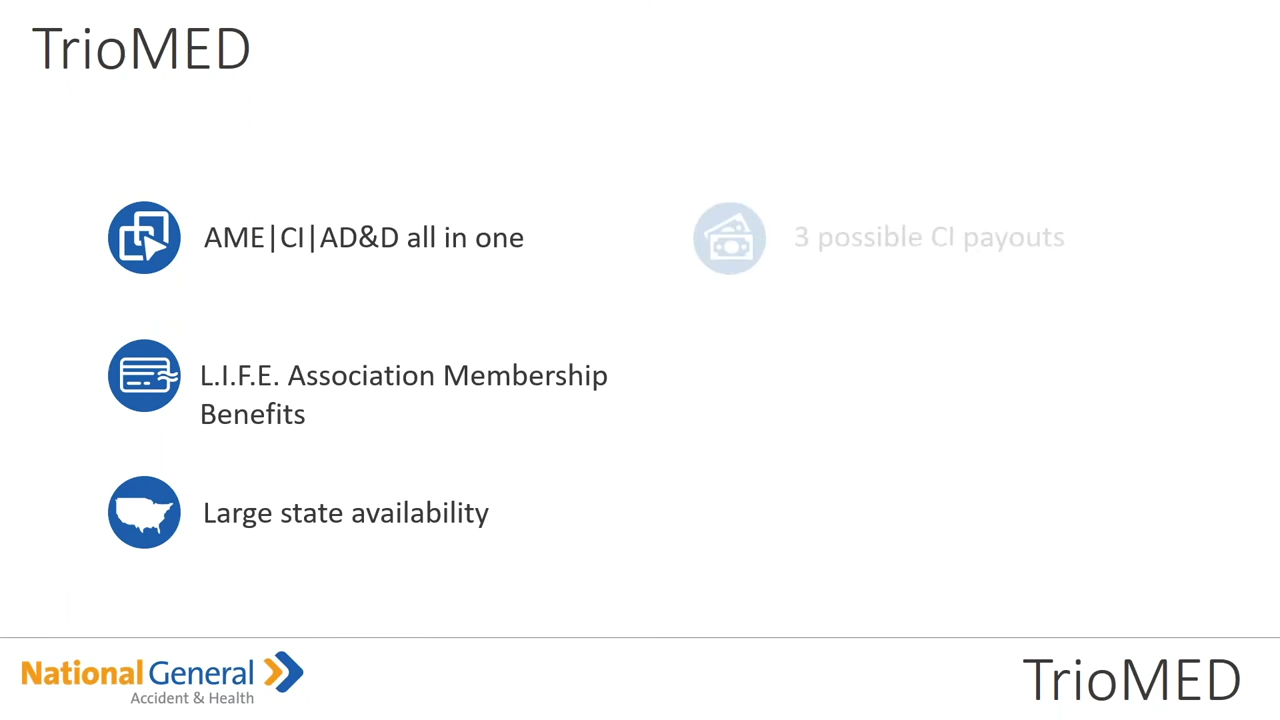 TrioMED
AME|CI|AD&D all in one
3 possible CI payouts
L.I.F.E. Association Membership
Benefits
Large state availability
National General
Accident & Health
TrioMED